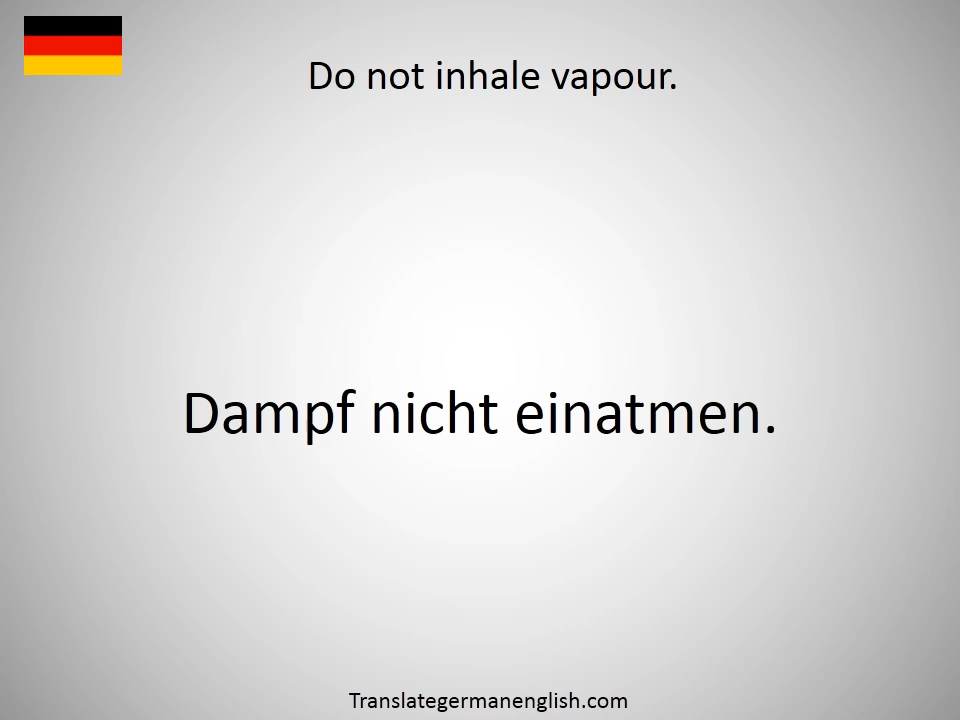 Do not inhale vapour.
Dampf nicht einatmen.
Translategermanenglish.com